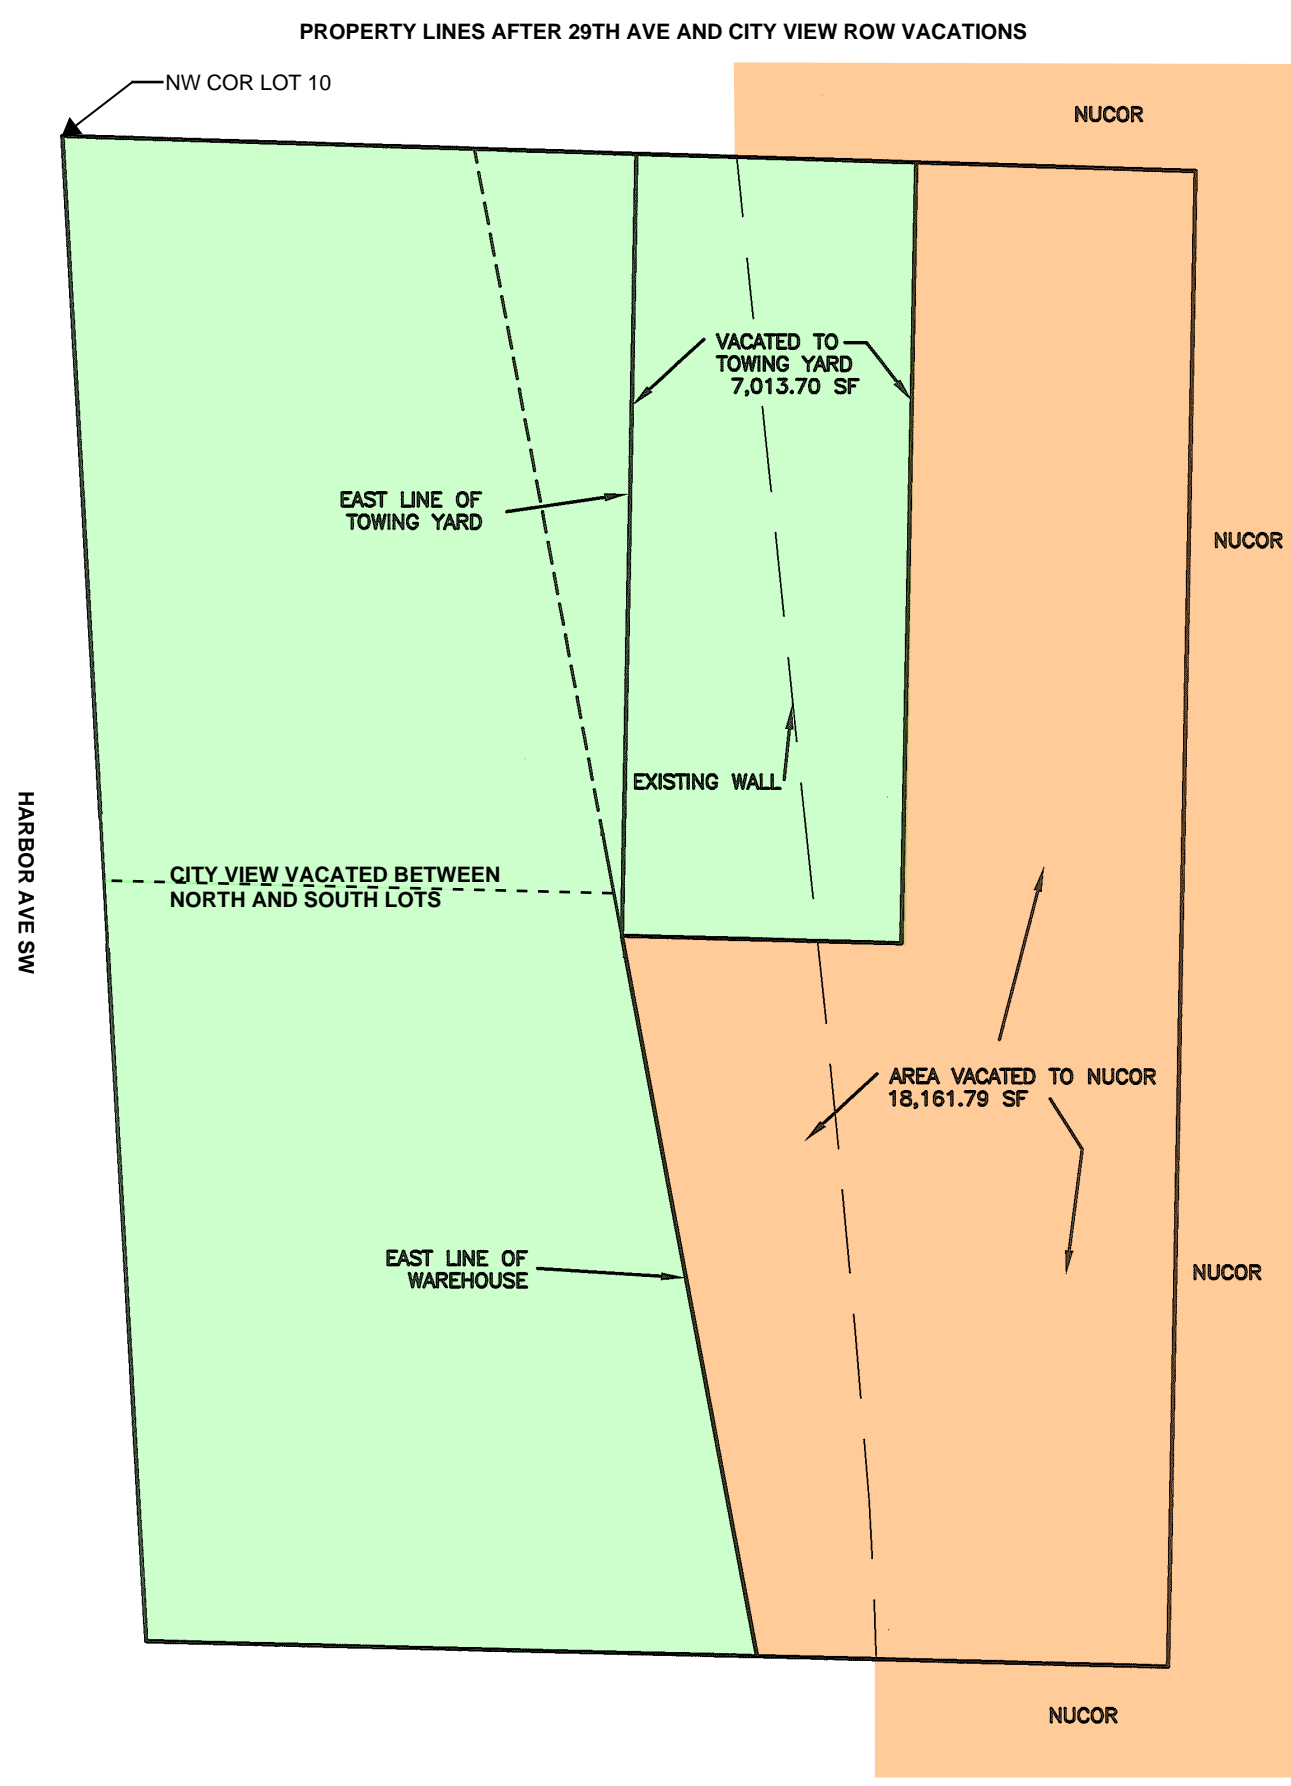 PROPERTY LINES AFTER 29TH AVE AND CITY VIEW ROW VACATIONS
NW COR LOT 10
NUCOR
VACATED TO
TOWING YARD
7,013.70 SF
EAST LINE OF
TOWING YARD
NUCOR
EXISTING WALL
HARBOR AVE SW
CITY VIEW VACATED BETWEEN
NORTH AND SOUTH LOTS
AREA VACATED TO NUCOR
18,161.79 SF
EAST LINE OF
WAREHOUSE
NUCOR
NUCOR